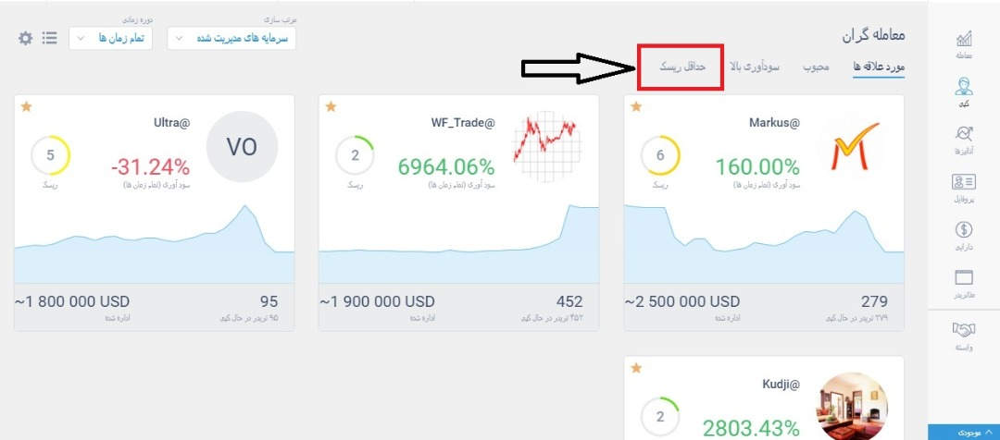 معامله گران
مورد علاقه ها
محبوب
سودآوری بالا
حداقل ریسک
مرتب سازی
سرمایه های مدیریت شده
دوره زمانی
تمام زمان ها
Markus@
160.00%
سود آوری (تمام زمان ها)
6
ریسک
279
۲۷۹ تریدر در حال کپی
~2 500 000 USD
اداره شده
WF_Trade@
6964.06%
سود آوری (تمام زمان ها)
2
ریسک
452
۴۵۲ تریدر در حال کپی
~1 900 000 USD
اداره شده
VO
Ultra@
-31.24%
سود آوری (تمام زمان ها)
5
ریسک
95
۹۵ تریدر در حال کپی
~1 800 000 USD
اداره شده
Kudji@
2803.43%
2
معامله
کپی
آنالیزها
پروفایل
دارایی
متاتریدر
وابسته
موجودی